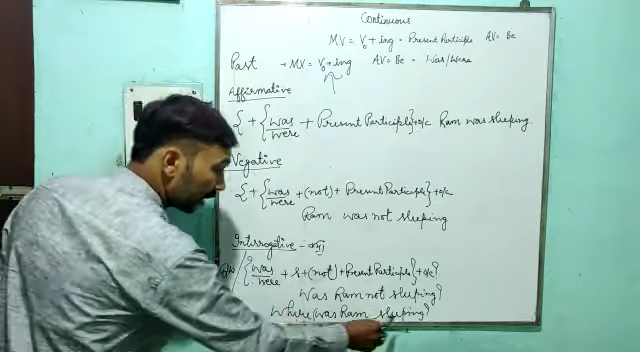 Continuous
MV = V₀ + ing = Present Participle AV = Be
Past → MV = V₀ + ing AV = Be = Was/Were
Affirmative
S + {was/were + Present Participle} + o/c Ram was sleeping.
Negative
S + {was/were + (not) + Present Participle} + o/c
Ram was not sleeping
Interrogative -
/ {was/were + S + (not) + Present Participle} + o/c?
Was Ram not sleeping?
Where was Ram sleeping?